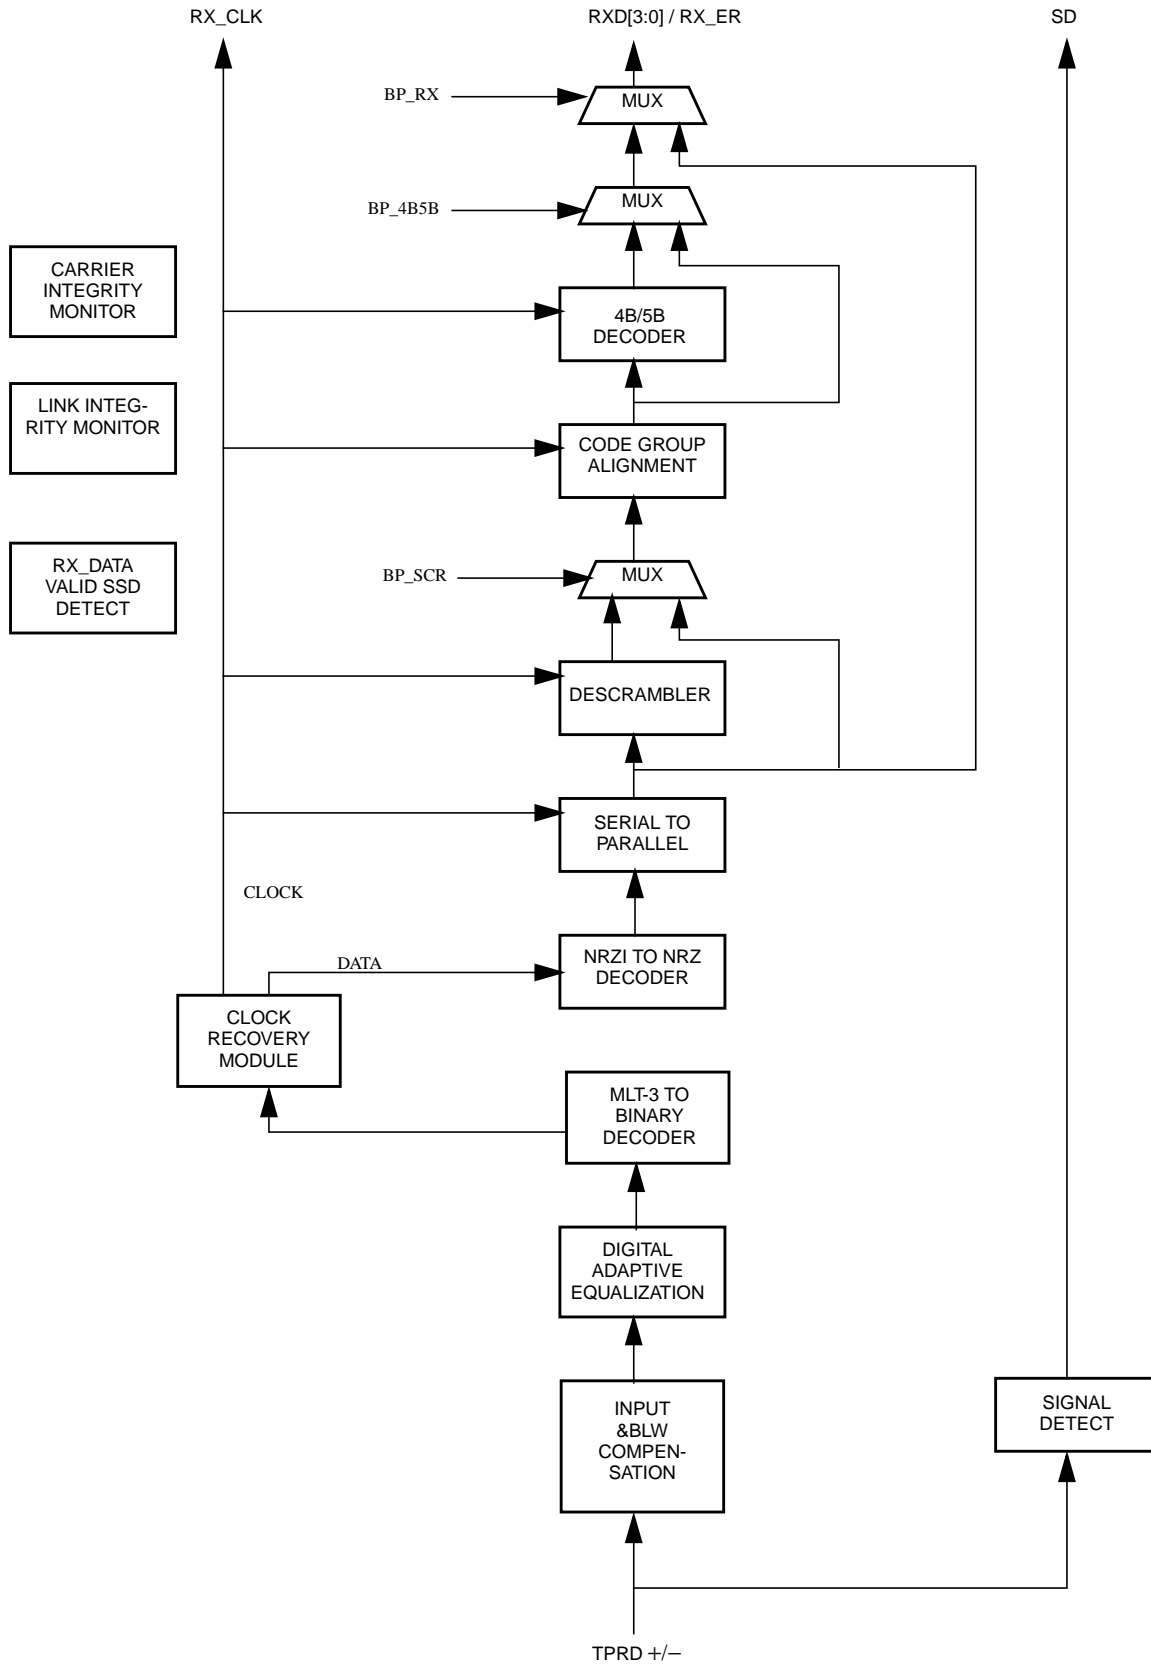 RX_CLK
RXD[3:0] / RX_ER
SD
BP_RX
MUX
BP_4B5B
MUX
CARRIER
INTEGRITY
MONITOR
4B/5B
DECODER
LINK INTEG-
RITY MONITOR
CODE GROUP
ALIGNMENT
RX_DATA
VALID SSD
DETECT
BP_SCR
MUX
DESCRAMBLER
SERIAL TO
PARALLEL
CLOCK
DATA
NRZI TO NRZ
DECODER
CLOCK
RECOVERY
MODULE
MLT-3 TO
BINARY
DECODER
DIGITAL
ADAPTIVE
EQUALIZATION
INPUT
&BLW
COMPEN-
SATION
SIGNAL
DETECT
TPRD +/−